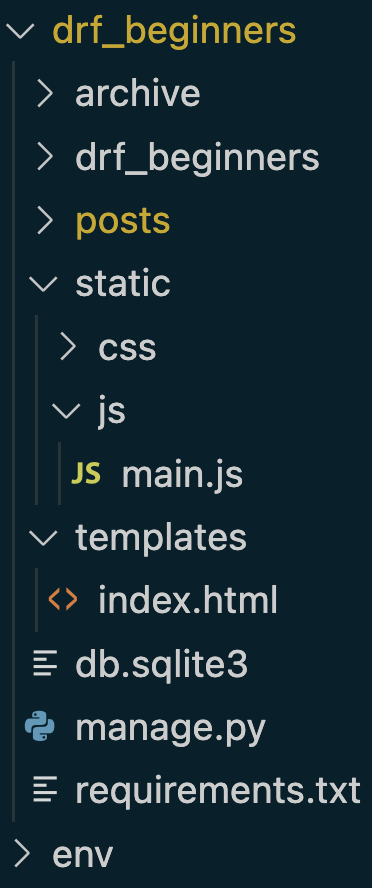 drf_beginners
archive
drf_beginners
posts
static
css
js
JS main.js
templates
<> index.html
db.sqlite3
manage.py
requirements.txt
env